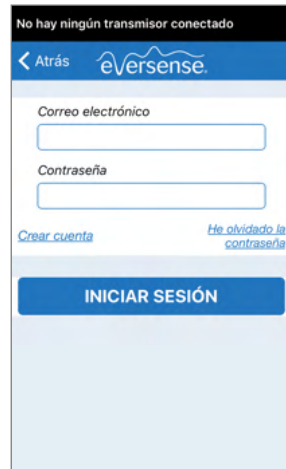 No hay ningún transmisor conectado
Atrás
eversense.
Correo electrónico
Contraseña
Crear cuenta
He olvidado la
contraseña
INICIAR SESIÓN